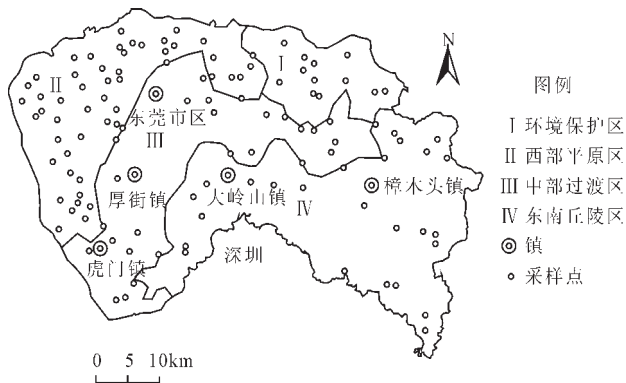 N
Ⅰ
Ⅱ
东莞市区
Ⅲ
厚街镇
大岭山镇
Ⅳ
樟木头镇
虎门镇
深圳
0 5 10km
图例
Ⅰ 环境保护区
Ⅱ 西部平原区
Ⅲ 中部过渡区
Ⅳ 东南丘陵区
镇
采样点